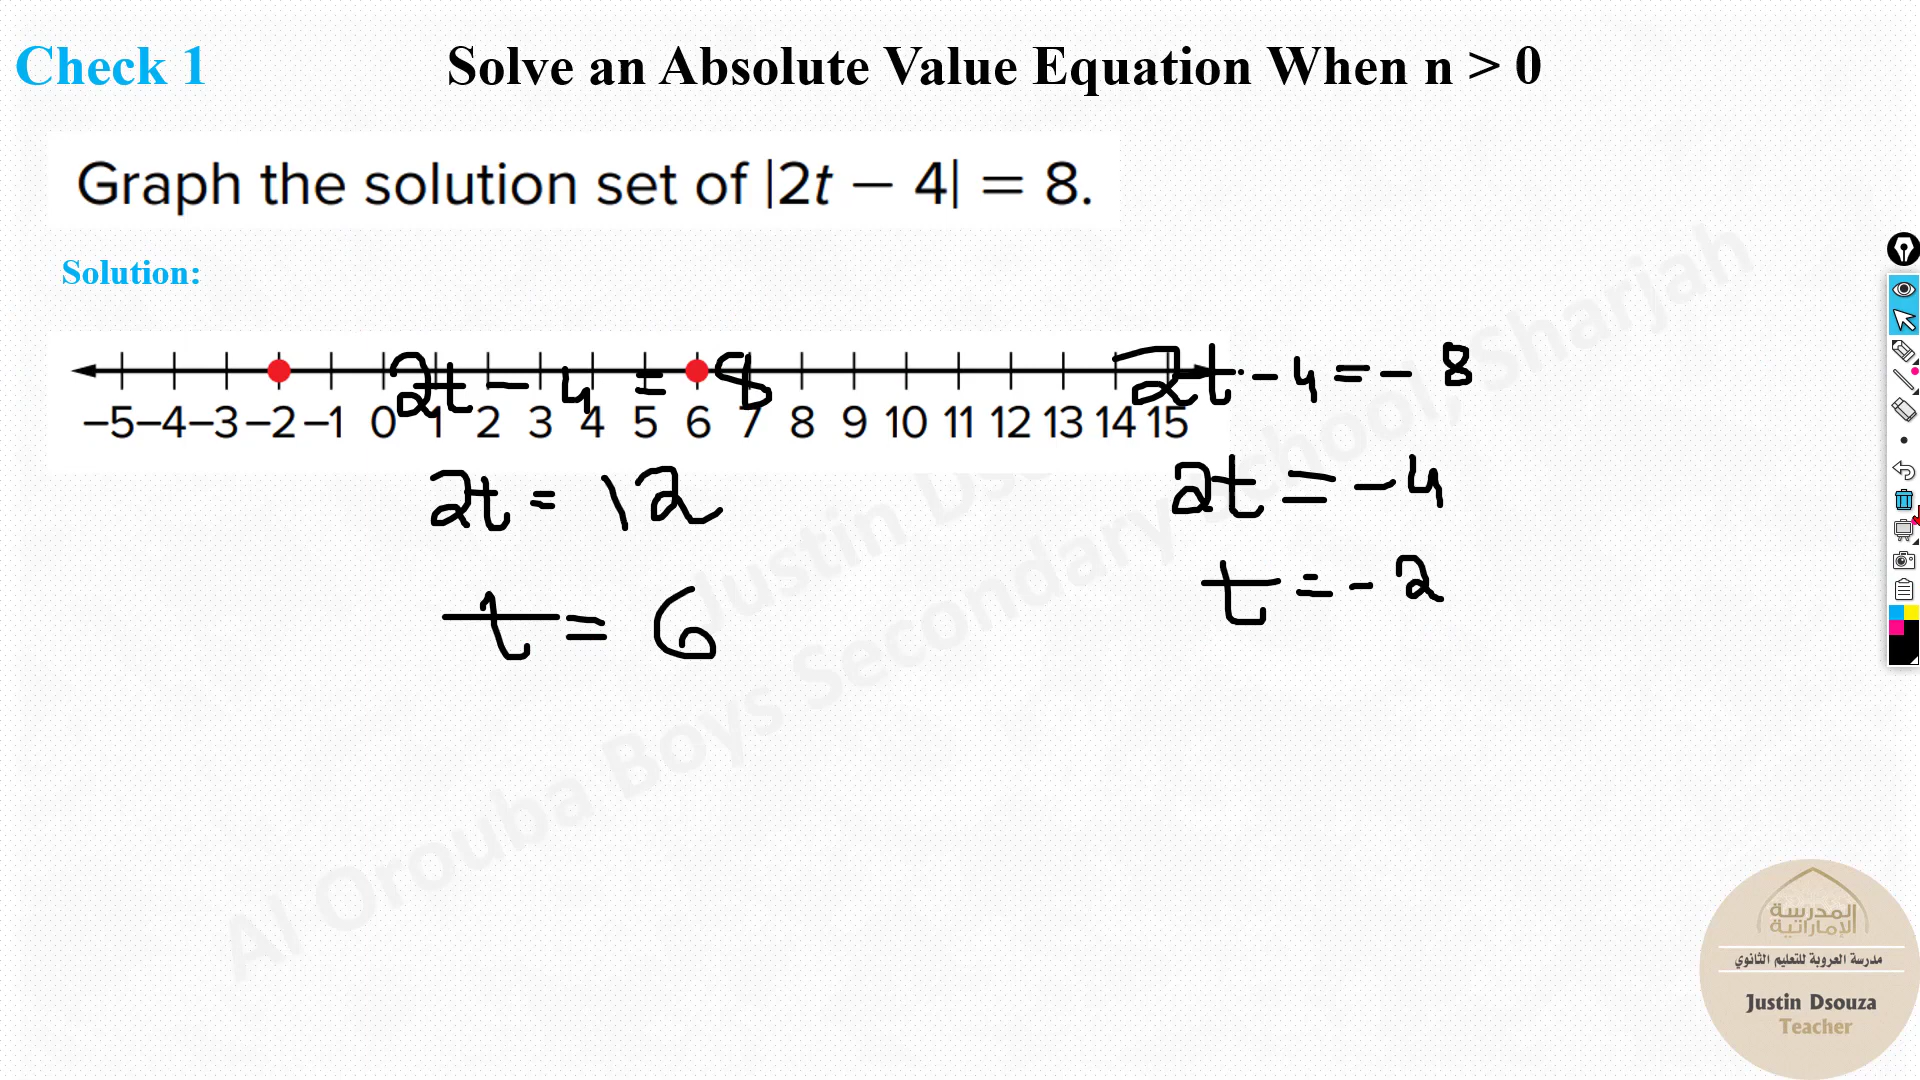 Check 1
Solve an Absolute Value Equation When n > 0
Graph the solution set of |2t − 4| = 8.
Solution:
2t - 4 = 8
2t - 4 = - 8
−5 −4 −3 −2 −1 0 1 2 3 4 5 6 7 8 9 10 11 12 13 14 15
2t = 12
2t = -4
t = 6
t = - 2
Justin Ds
Al Orouba Boys Secondary School, Sharjah
المدرسة
الإماراتية
مدرسة العروبة للتعليم الثانوي
Justin Dsouza
Teacher